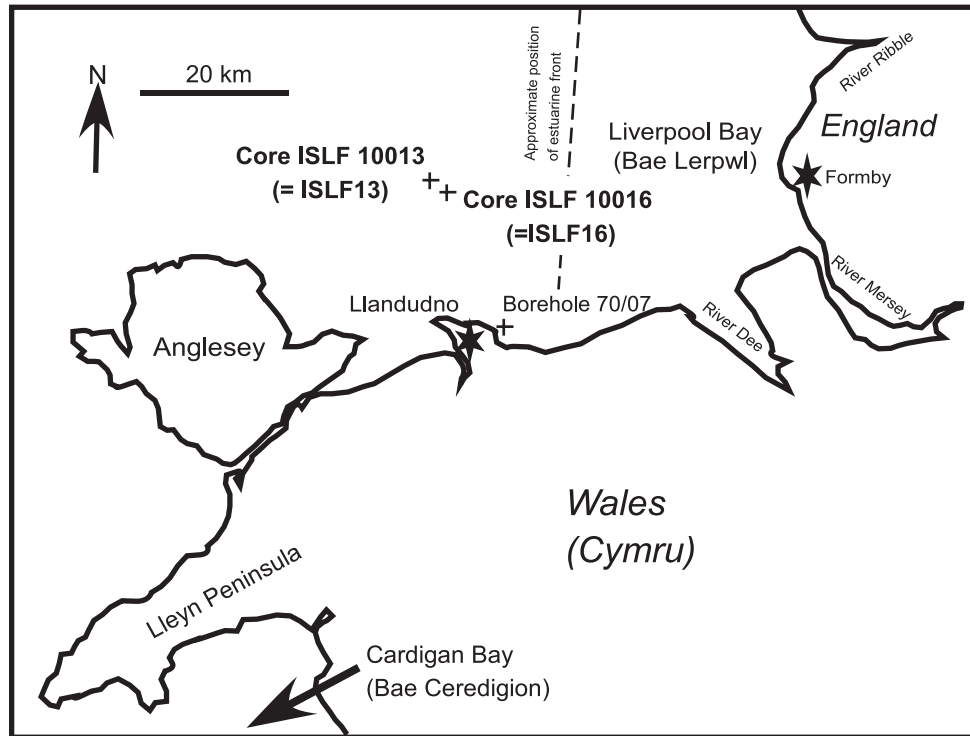 N
20 km
Approximate position
of estuarine front
River Ribble
England
Liverpool Bay
(Bae Lerpwl)
Core ISLF 10013
(= ISLF13)
Formby
Core ISLF 10016
(=ISLF16)
River Mersey
Llandudno
Borehole 70/07
River Dee
Anglesey
Wales
(Cymru)
Lleyn Peninsula
Cardigan Bay
(Bae Ceredigion)